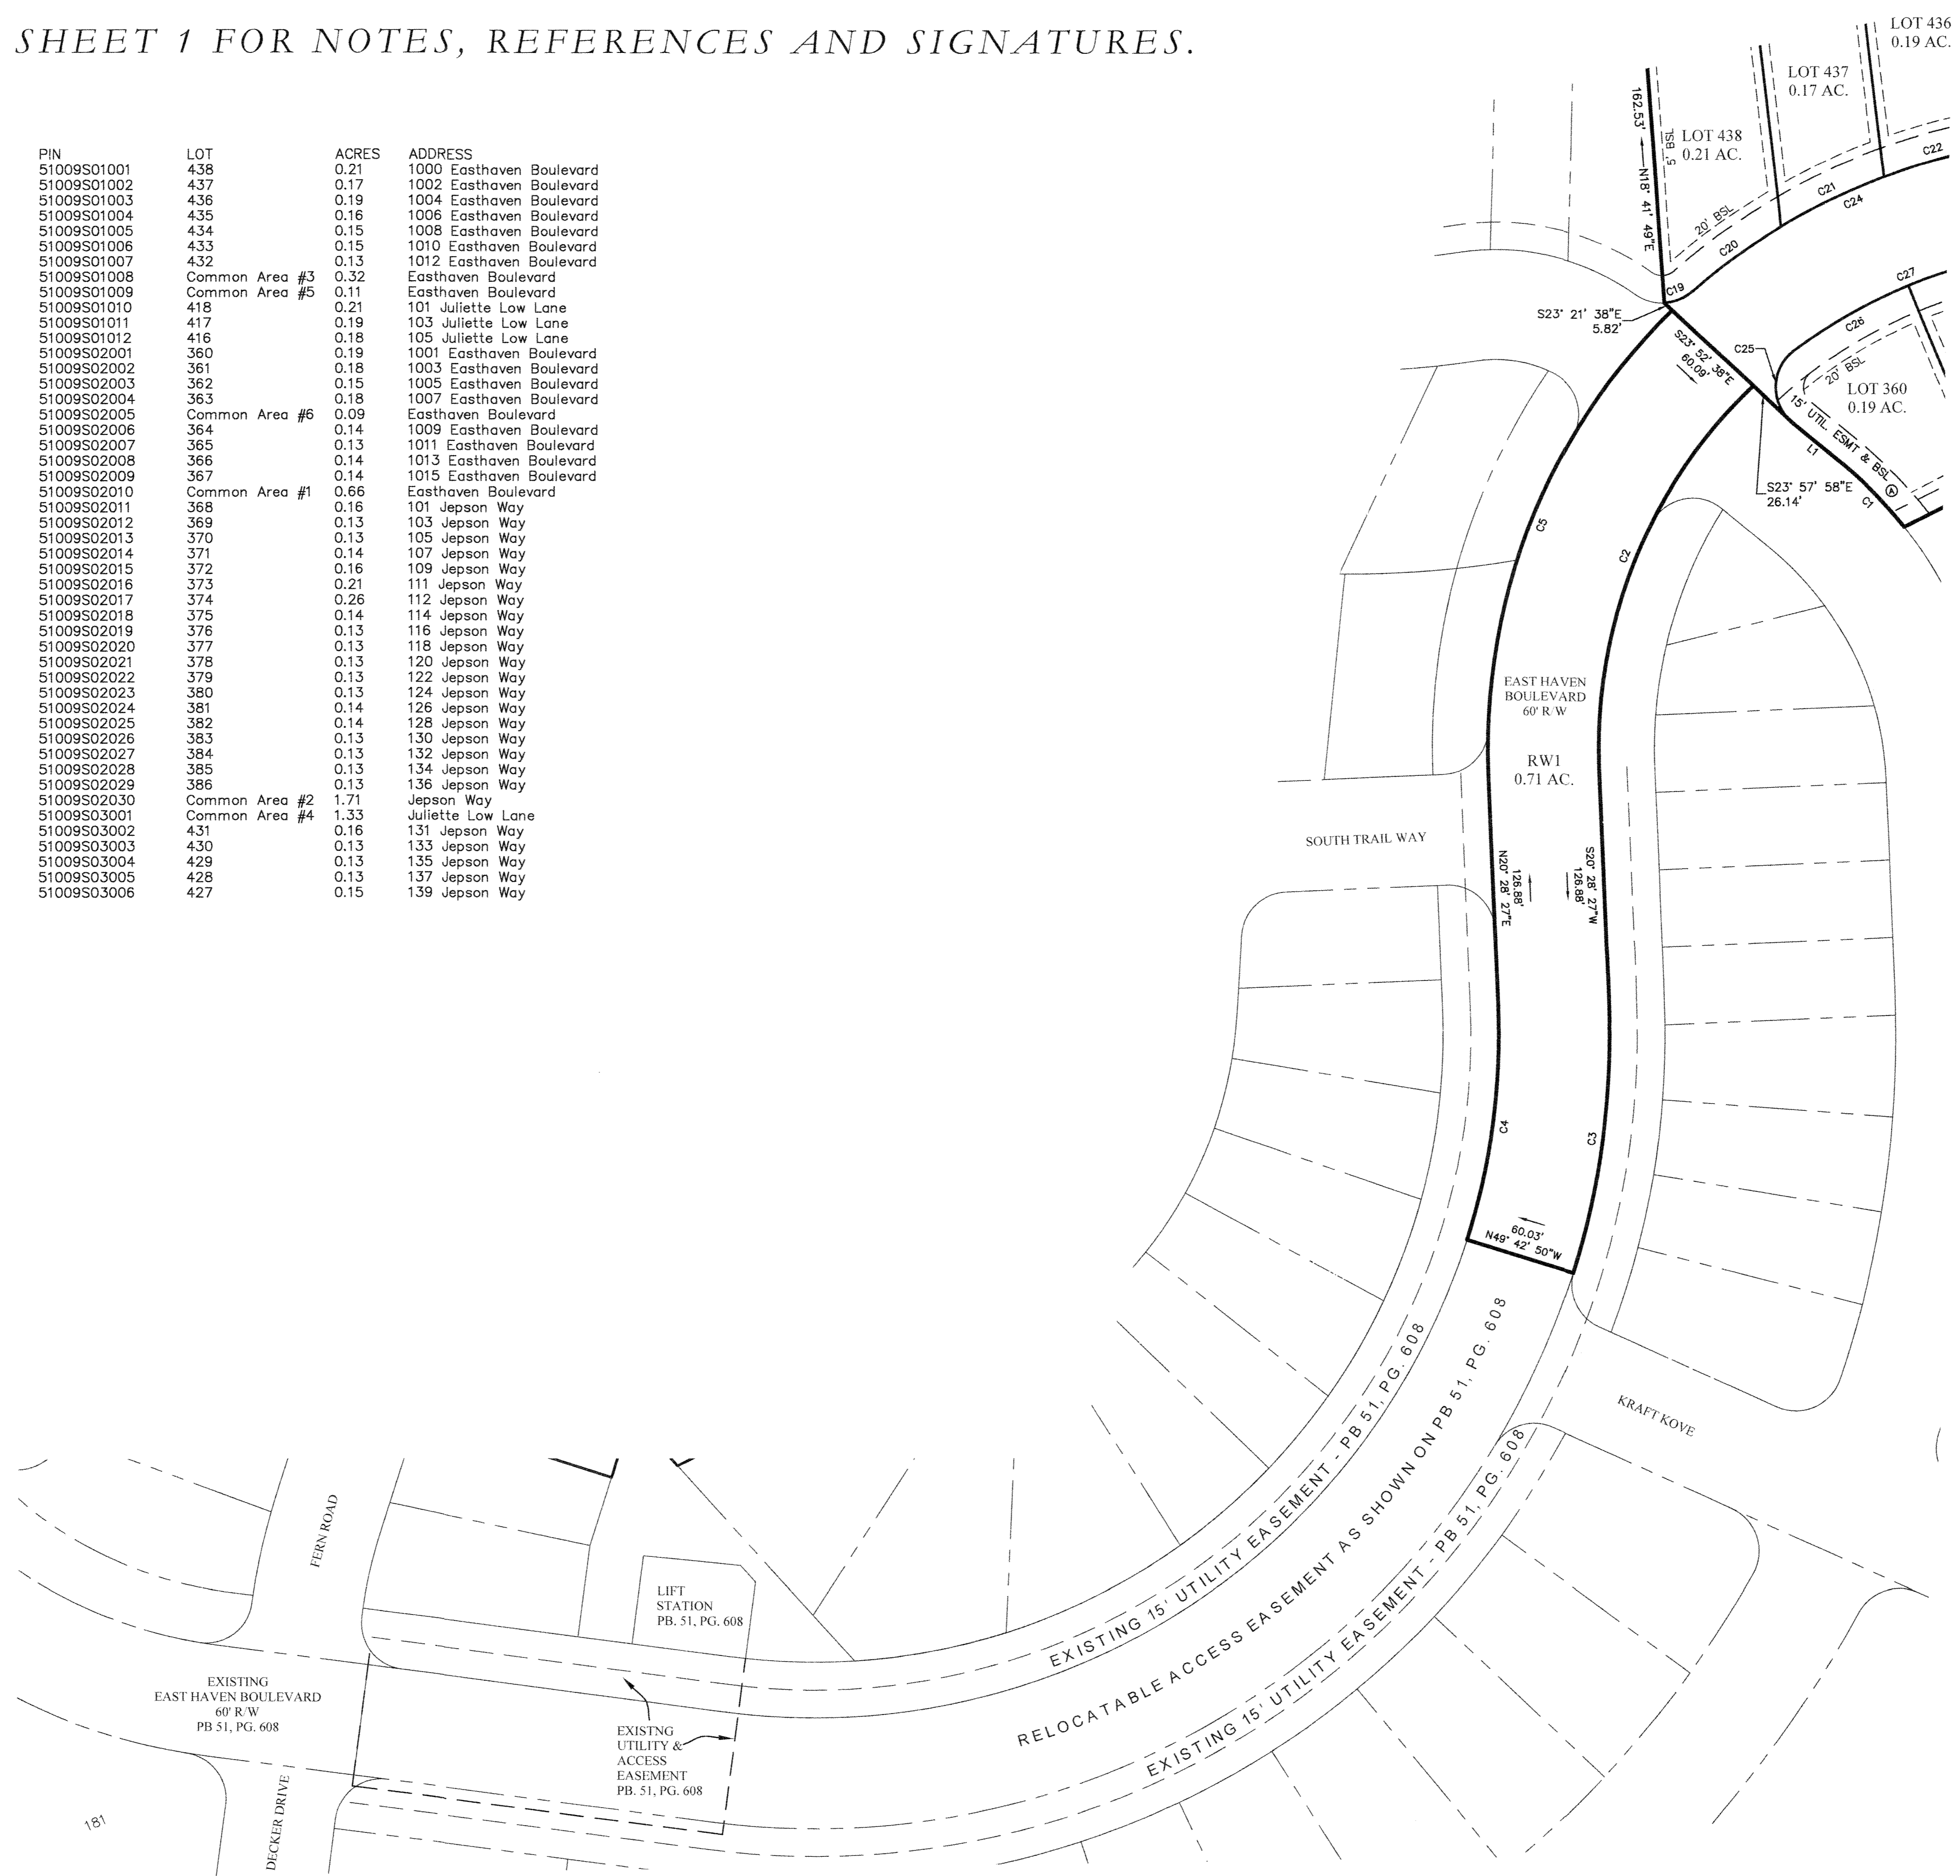 SHEET 1 FOR NOTES, REFERENCES AND SIGNATURES.
PIN LOT ACRES ADDRESS
51009S01001 438 0.21 1000 Easthaven Boulevard
51009S01002 437 0.17 1002 Easthaven Boulevard
51009S01003 436 0.19 1004 Easthaven Boulevard
51009S01004 435 0.16 1006 Easthaven Boulevard
51009S01005 434 0.15 1008 Easthaven Boulevard
51009S01006 433 0.15 1010 Easthaven Boulevard
51009S01007 432 0.13 1012 Easthaven Boulevard
51009S01008 Common Area #3 0.32 Easthaven Boulevard
51009S01009 Common Area #5 0.11 Easthaven Boulevard
51009S01010 418 0.21 101 Juliette Low Lane
51009S01011 417 0.19 103 Juliette Low Lane
51009S01012 416 0.18 105 Juliette Low Lane
51009S02001 360 0.19 1001 Easthaven Boulevard
51009S02002 361 0.18 1003 Easthaven Boulevard
51009S02003 362 0.15 1005 Easthaven Boulevard
51009S02004 363 0.18 1007 Easthaven Boulevard
51009S02005 Common Area #6 0.09 Easthaven Boulevard
51009S02006 364 0.14 1009 Easthaven Boulevard
51009S02007 365 0.13 1011 Easthaven Boulevard
51009S02008 366 0.14 1013 Easthaven Boulevard
51009S02009 367 0.14 1015 Easthaven Boulevard
51009S02010 Common Area #1 0.66 Easthaven Boulevard
51009S02011 368 0.16 101 Jepson Way
51009S02012 369 0.13 103 Jepson Way
51009S02013 370 0.13 105 Jepson Way
51009S02014 371 0.14 107 Jepson Way
51009S02015 372 0.16 109 Jepson Way
51009S02016 373 0.21 111 Jepson Way
51009S02017 374 0.26 112 Jepson Way
51009S02018 375 0.14 114 Jepson Way
51009S02019 376 0.13 116 Jepson Way
51009S02020 377 0.13 118 Jepson Way
51009S02021 378 0.13 120 Jepson Way
51009S02022 379 0.13 122 Jepson Way
51009S02023 380 0.13 124 Jepson Way
51009S02024 381 0.14 126 Jepson Way
51009S02025 382 0.14 128 Jepson Way
51009S02026 383 0.13 130 Jepson Way
51009S02027 384 0.13 132 Jepson Way
51009S02028 385 0.13 134 Jepson Way
51009S02029 386 0.13 136 Jepson Way
51009S02030 Common Area #2 1.71 Jepson Way
51009S03001 Common Area #4 1.33 Juliette Low Lane
51009S03002 431 0.16 131 Jepson Way
51009S03003 430 0.13 133 Jepson Way
51009S03004 429 0.13 135 Jepson Way
51009S03005 428 0.13 137 Jepson Way
51009S03006 427 0.15 139 Jepson Way
LOT 436
0.19 AC.
LOT 437
0.17 AC.
LOT 438
0.21 AC.
162.53'
N18° 41' 49"E
5' BSL
20' BSL
C19
C20
C21
C24
C22
C27
C26
C25
20' BSL
LOT 360
0.19 AC.
S23° 21' 38"E
5.82'
S23° 52' 38"E
60.09'
15' UTIL. ESMT & BSL
A
L1
C1
S23° 57' 58"E
26.14'
C5
C2
EAST HAVEN
BOULEVARD
60' R/W
RW1
0.71 AC.
SOUTH TRAIL WAY
N20° 28' 27"E
126.88'
S20° 28' 27"W
126.88'
C4
C3
60.03'
N49° 42' 50"W
KRAFT KOVE
EXISTING 15' UTILITY EASEMENT - PB 51, PG. 608
RELOCATABLE ACCESS EASEMENT AS SHOWN ON PB 51, PG. 608
EXISTING 15' UTILITY EASEMENT - PB 51, PG. 608
FERN ROAD
LIFT
STATION
PB. 51, PG. 608
EXISTING
EAST HAVEN BOULEVARD
60' R/W
PB 51, PG. 608
EXISTNG
UTILITY &
ACCESS
EASEMENT
PB. 51, PG. 608
DECKER DRIVE
181